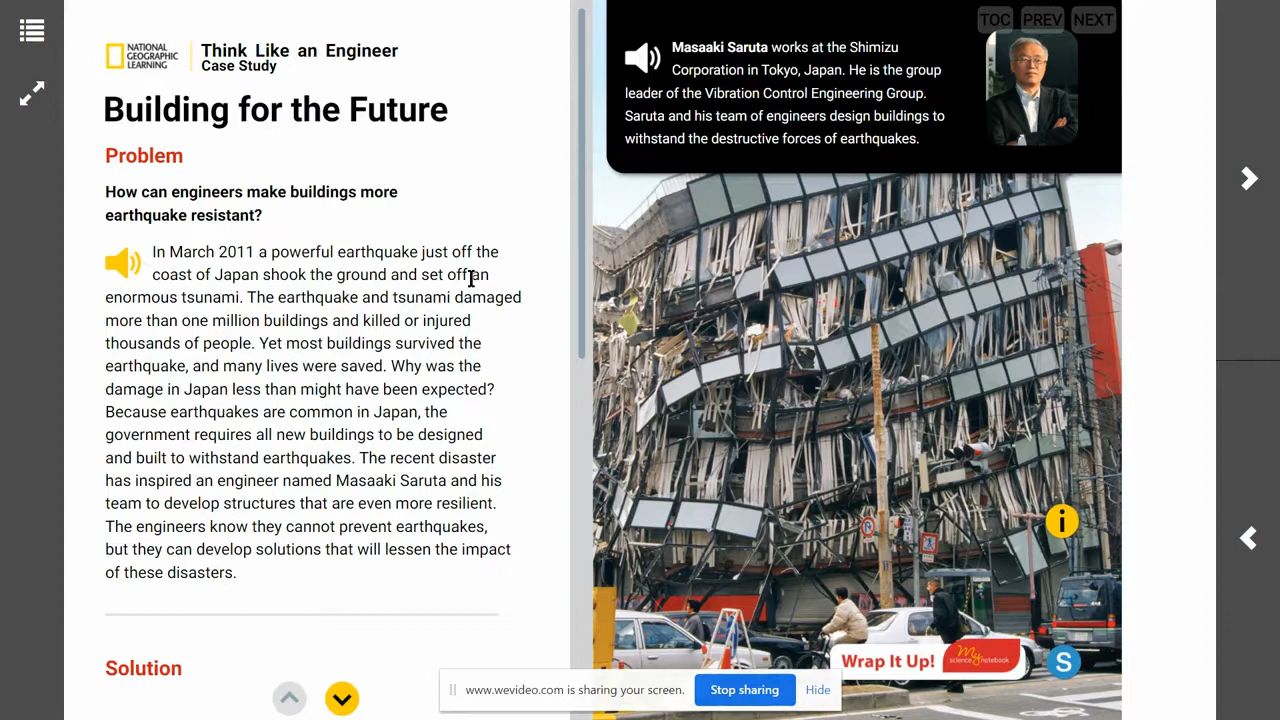 NATIONAL
GEOGRAPHIC
LEARNING
Think Like an Engineer
Case Study
Building for the Future
Problem
How can engineers make buildings more
earthquake resistant?
In March 2011 a powerful earthquake just off the
coast of Japan shook the ground and set off an
enormous tsunami. The earthquake and tsunami damaged
more than one million buildings and killed or injured
thousands of people. Yet most buildings survived the
earthquake, and many lives were saved. Why was the
damage in Japan less than might have been expected?
Because earthquakes are common in Japan, the
government requires all new buildings to be designed
and built to withstand earthquakes. The recent disaster
has inspired an engineer named Masaaki Saruta and his
team to develop structures that are even more resilient.
The engineers know they cannot prevent earthquakes,
but they can develop solutions that will lessen the impact
of these disasters.
Solution
TOC PREV NEXT
Masaaki Saruta works at the Shimizu
Corporation in Tokyo, Japan. He is the group
leader of the Vibration Control Engineering Group.
Saruta and his team of engineers design buildings to
withstand the destructive forces of earthquakes.
i
Wrap It Up! My science notebook
S
www.wevideo.com is sharing your screen. Stop sharing Hide